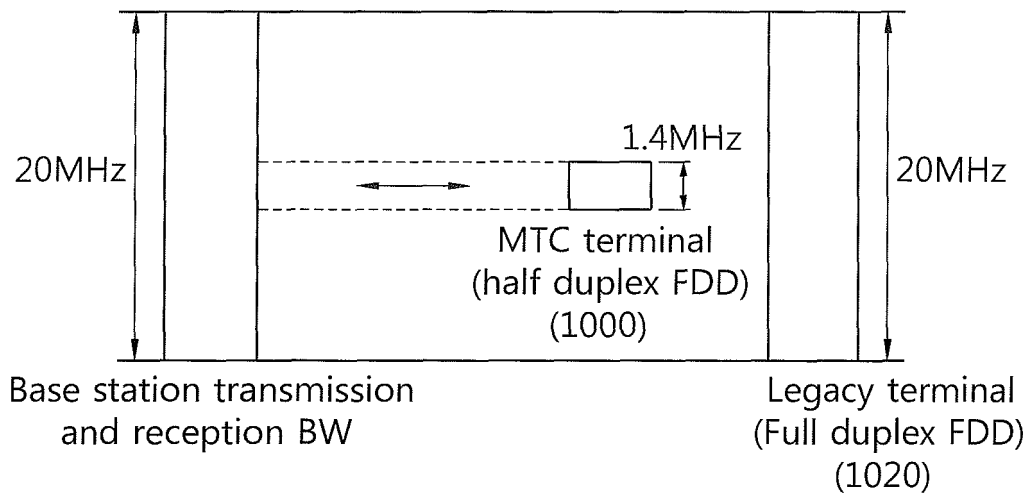 20MHz
1.4MHz
20MHz
MTC terminal
(half duplex FDD)
(1000)
Base station transmission
and reception BW
Legacy terminal
(Full duplex FDD)
(1020)